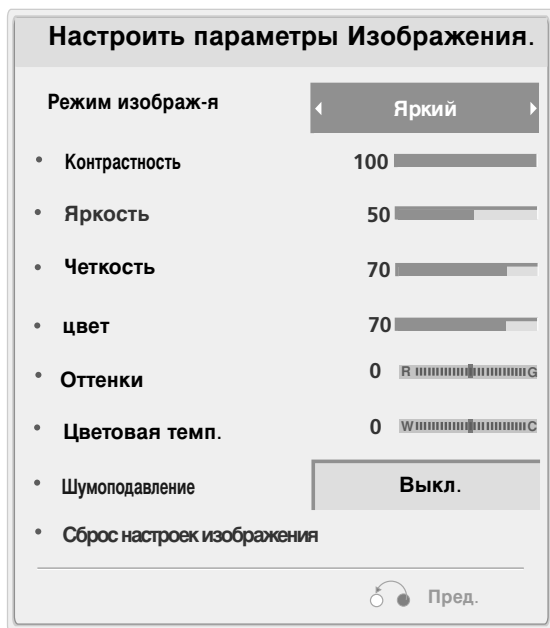 Настроить параметры Изображения.
Режим изображ-я Яркий
• Контрастность 100
• Яркость 50
• Четкость 70
• цвет 70
• Оттенки 0 R G
• Цветовая темп. 0 W C
• Шумоподавление Выкл.
• Сброс настроек изображения
Пред.